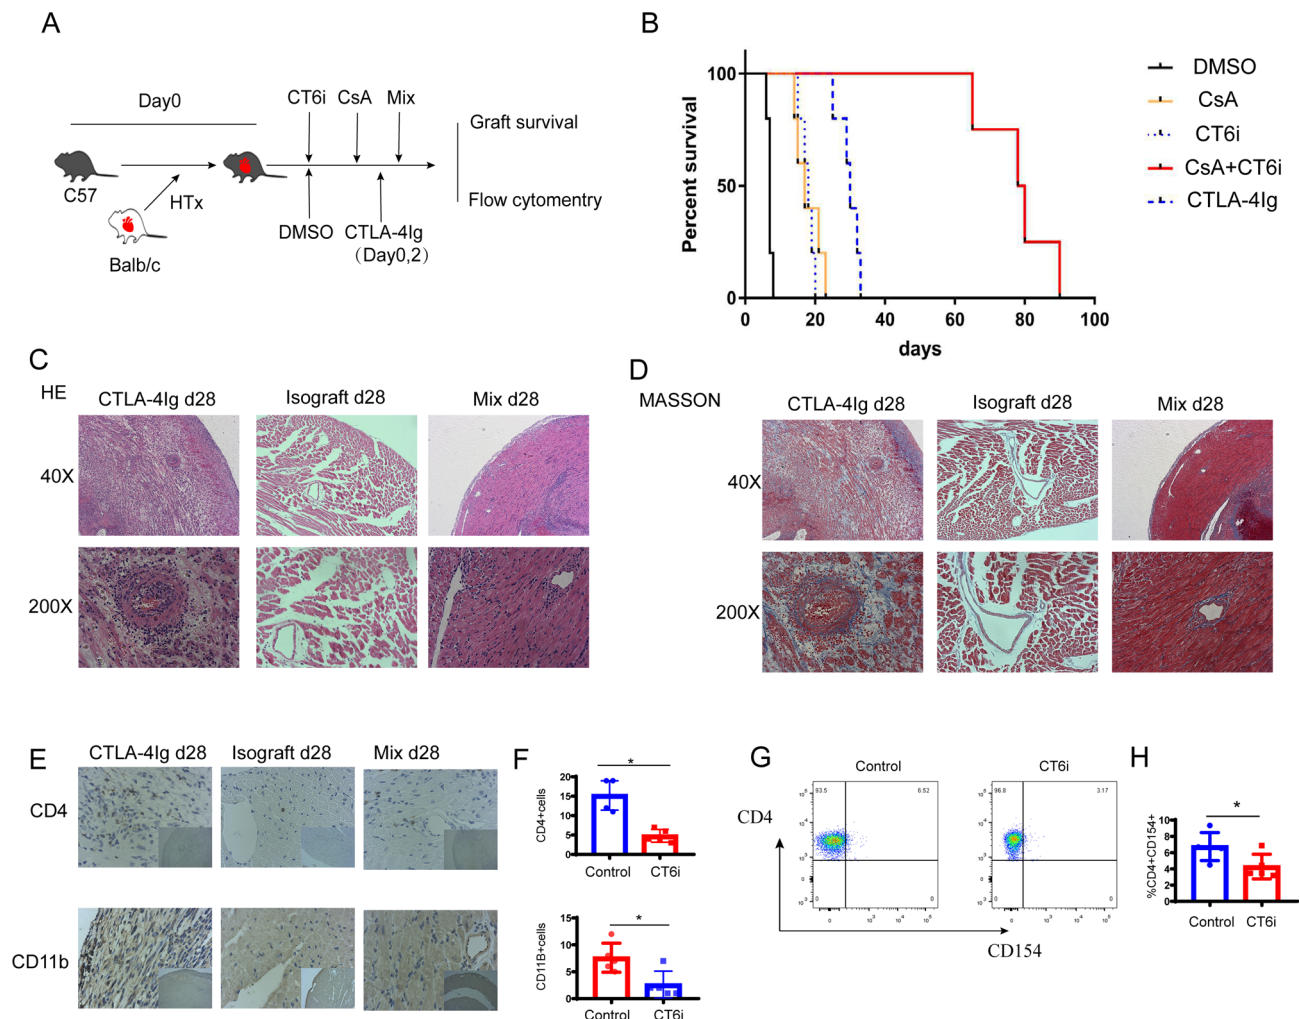 A
Day0
CT6i
CsA
Mix
Graft survival
C57
HTx
DMSO
CTLA-4Ig
(Day0,2)
Flow cytomentry
Balb/c
B
Percent survival
100
50
0
0
20
40
60
80
100
days
DMSO
CsA
CT6i
CsA+CT6i
CTLA-4Ig
C
HE
CTLA-4Ig d28
Isograft d28
Mix d28
40X
200X
D
MASSON
CTLA-4Ig d28
Isograft d28
Mix d28
40X
200X
E
CTLA-4Ig d28
Isograft d28
Mix d28
CD4
CD11b
F
*
CD4+cells
20
15
10
5
0
Control
CT6i
*
CD11B+cells
15
10
5
0
Control
CT6i
G
Control
CT6i
CD4
93.5
6.52
0
0
96.8
3.17
0
0
CD154
H
*
%CD4+CD154+
10
8
6
4
2
0
Control
CT6i